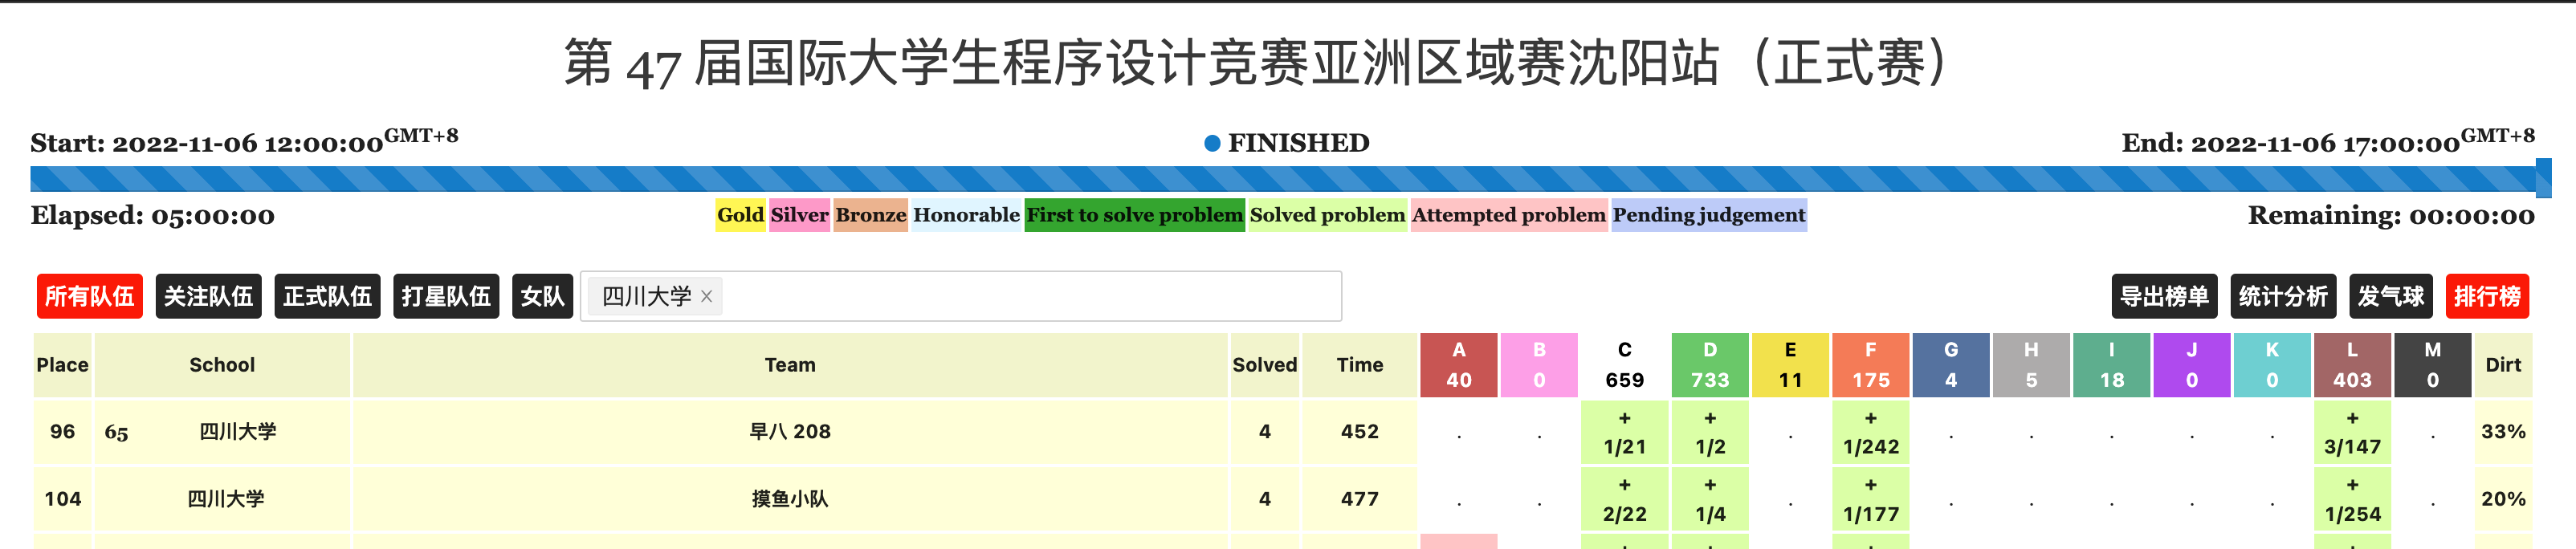 第 47 届国际大学生程序设计竞赛亚洲区域赛沈阳站（正式赛）
Start: 2022-11-06 12:00:00GMT+8 FINISHED End: 2022-11-06 17:00:00GMT+8
Elapsed: 05:00:00 Gold Silver Bronze Honorable First to solve problem Solved problem Attempted problem Pending judgement Remaining: 00:00:00
所有队伍 关注队伍 正式队伍 打星队伍 女队 四川大学 × 导出榜单 统计分析 发气球 排行榜
Place School Team Solved Time A B C D E F G H I J K L M Dirt
40 0 659 733 11 175 4 5 18 0 0 403 0
96 65 四川大学 早八 208 4 452 . . + 1/21 + 1/2 . + 1/242 . . . . . + 3/147 . 33%
104 四川大学 摸鱼小队 4 477 . . + 2/22 + 1/4 . + 1/177 . . . . . + 1/254 . 20%